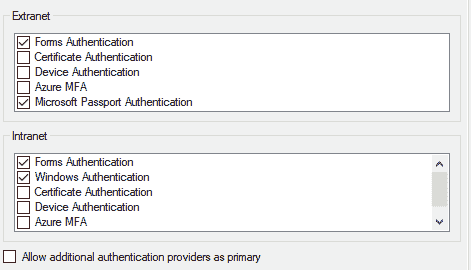 Extranet
Forms Authentication
Certificate Authentication
Device Authentication
Azure MFA
Microsoft Passport Authentication
Intranet
Forms Authentication
Windows Authentication
Certificate Authentication
Device Authentication
Azure MFA
Allow additional authentication providers as primary